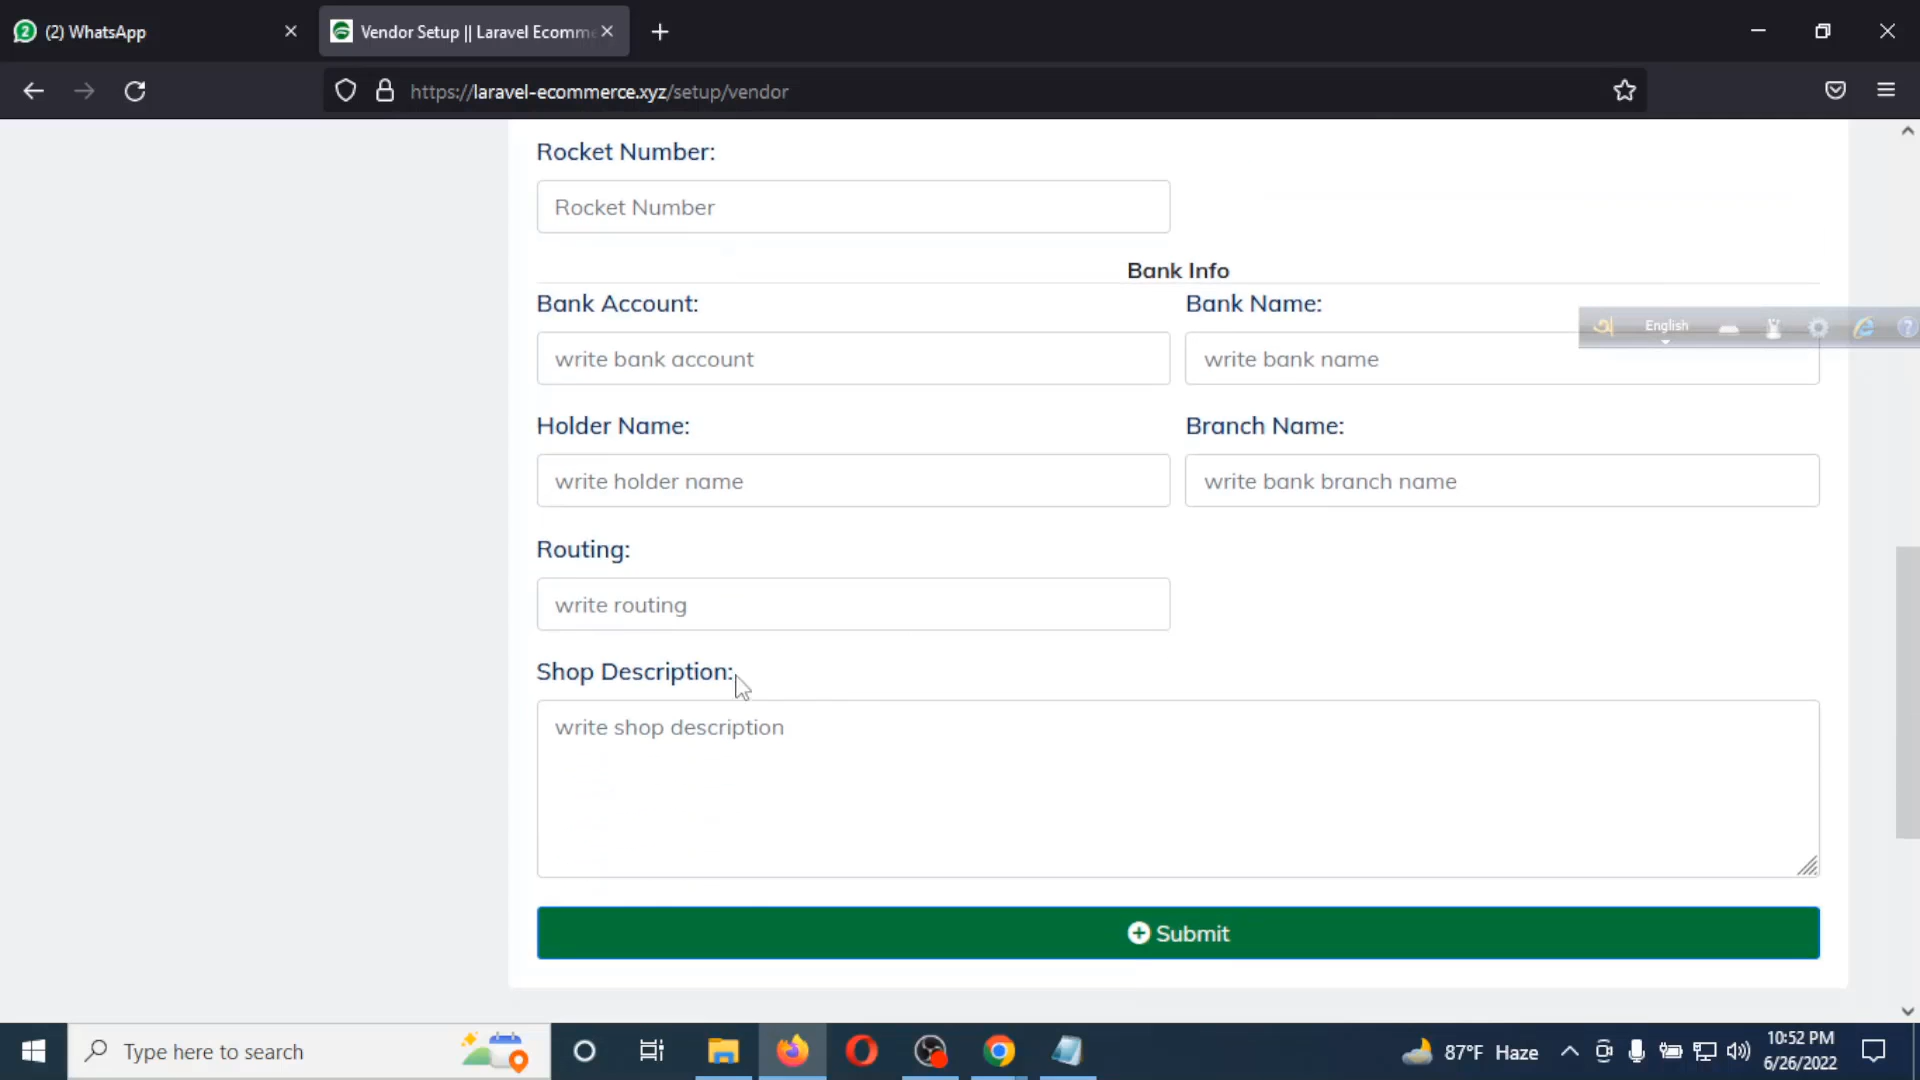 (2) WhatsApp
Vendor Setup || Laravel Ecomme
https://laravel-ecommerce.xyz/setup/vendor
Rocket Number:
Rocket Number
Bank Info
Bank Account:
Bank Name:
English
write bank account
write bank name
Holder Name:
Branch Name:
write holder name
write bank branch name
Routing:
write routing
Shop Description:
write shop description
Submit
Type here to search
87°F Haze
10:52 PM
6/26/2022